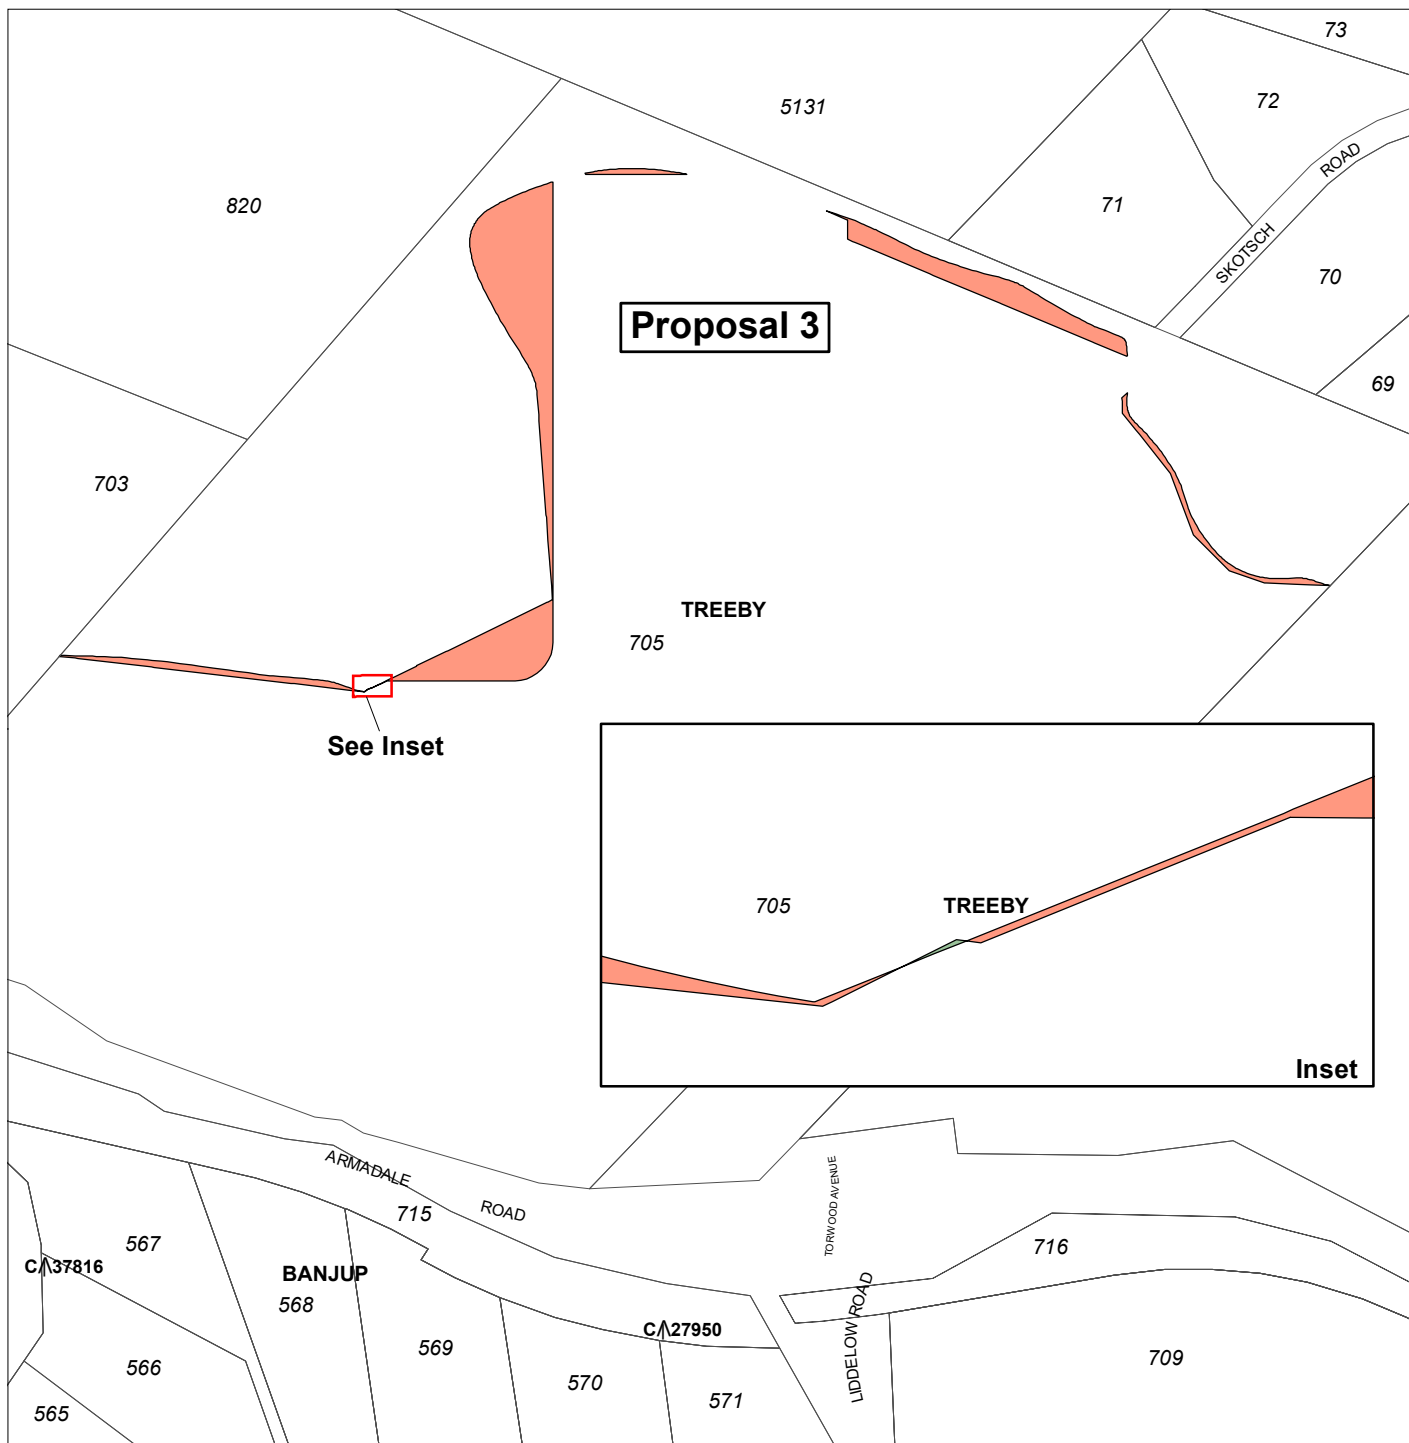 73
5131
72
ROAD
820
71
SKOTSCH
70
Proposal 3
69
703
TREEBY
705
See Inset
705
TREEBY
Inset
ARMADALE
ROAD
TORWOOD AVENUE
715
567
716
C/\37816
BANJUP
568
C/\27950
LIDDELOW ROAD
569
709
566
570
571
565